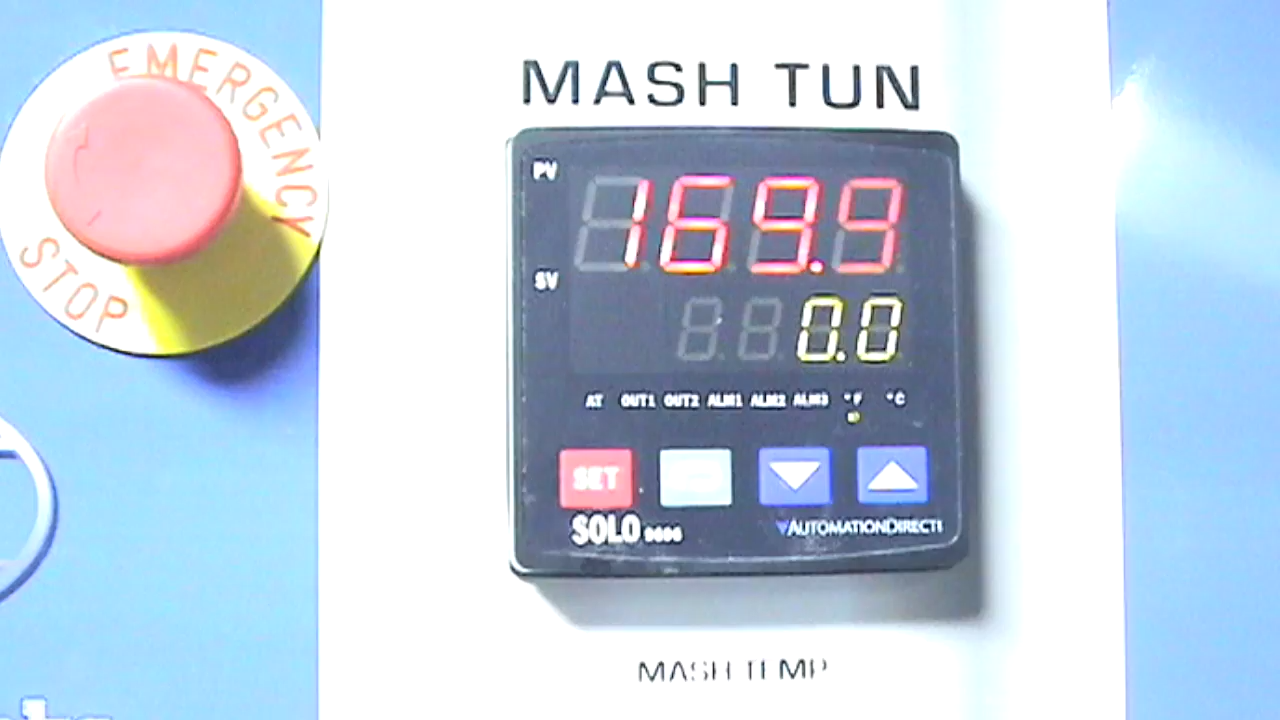 EMERGENCY
STOP
MASH TUN
PV
169.9
SV
0.0
AT OUT1 OUT2 ALM1 ALM2 ALM3 °F °C
SET
SOLO
AUTOMATIONDIRECT
MASH TEMP